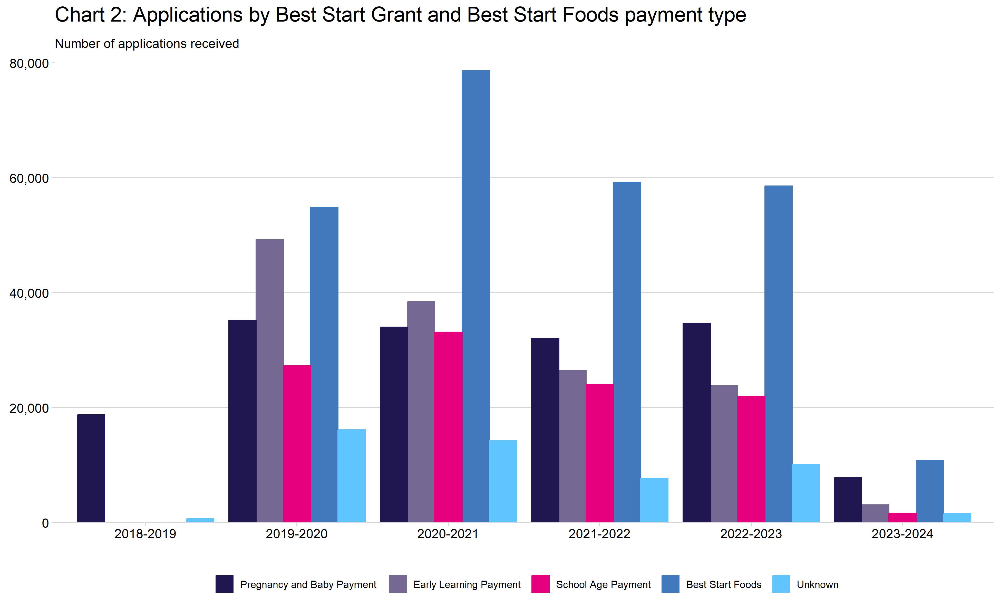 Chart 2: Applications by Best Start Grant and Best Start Foods payment type
Number of applications received
80,000
60,000
40,000
20,000
0
2018-2019 2019-2020 2020-2021 2021-2022 2022-2023 2023-2024
Pregnancy and Baby Payment Early Learning Payment School Age Payment Best Start Foods Unknown